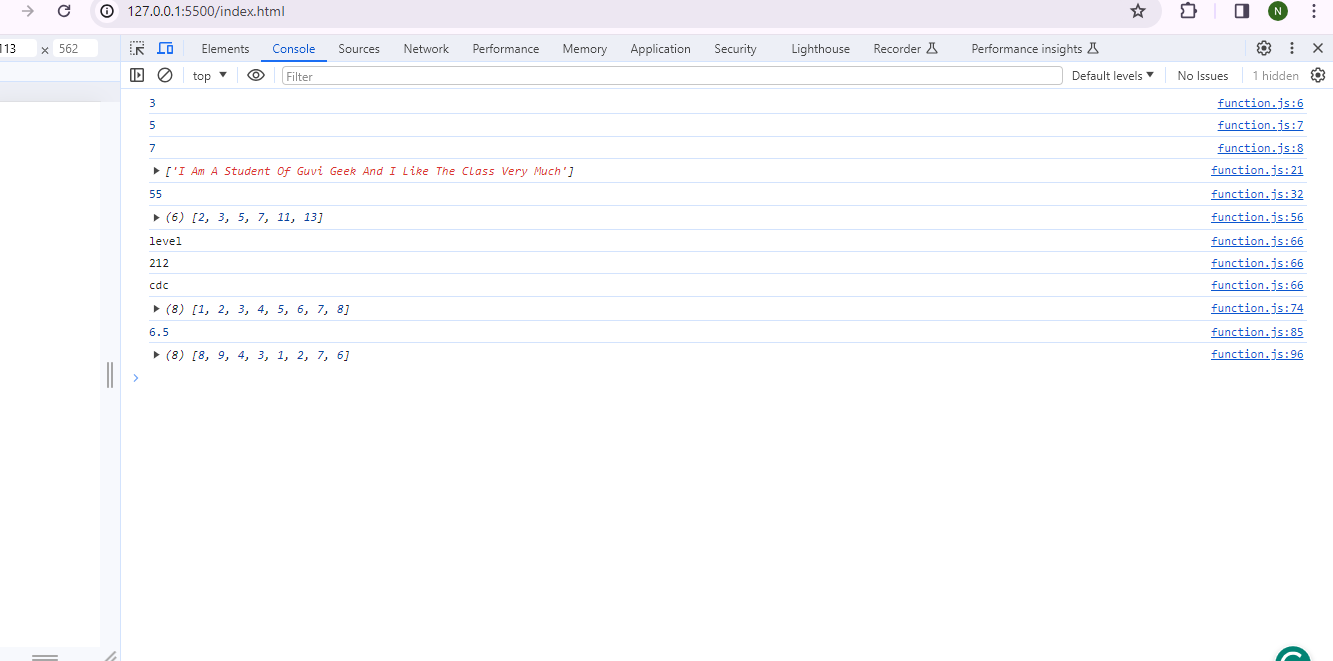 127.0.0.1:5500/index.html
N
113 x 562
Elements Console Sources Network Performance Memory Application Security Lighthouse Recorder Performance insights
top Filter Default levels No Issues 1 hidden
3 function.js:6
5 function.js:7
7 function.js:8
['I Am A Student Of Guvi Geek And I Like The Class Very Much'] function.js:21
55 function.js:32
(6) [2, 3, 5, 7, 11, 13] function.js:56
level function.js:66
212 function.js:66
cdc function.js:66
(8) [1, 2, 3, 4, 5, 6, 7, 8] function.js:74
6.5 function.js:85
(8) [8, 9, 4, 3, 1, 2, 7, 6] function.js:96